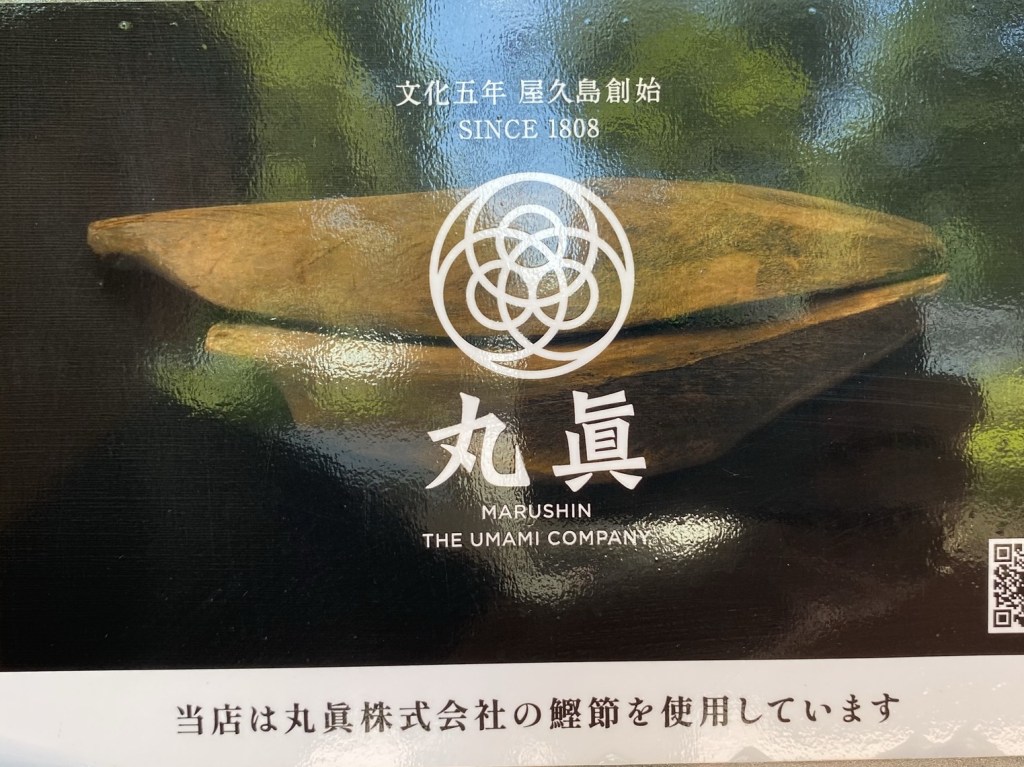 文化五年 屋久島創始
SINCE 1808
丸眞
MARUSHIN
THE UMAMI COMPANY
当店は丸眞株式会社の鰹節を使用しています